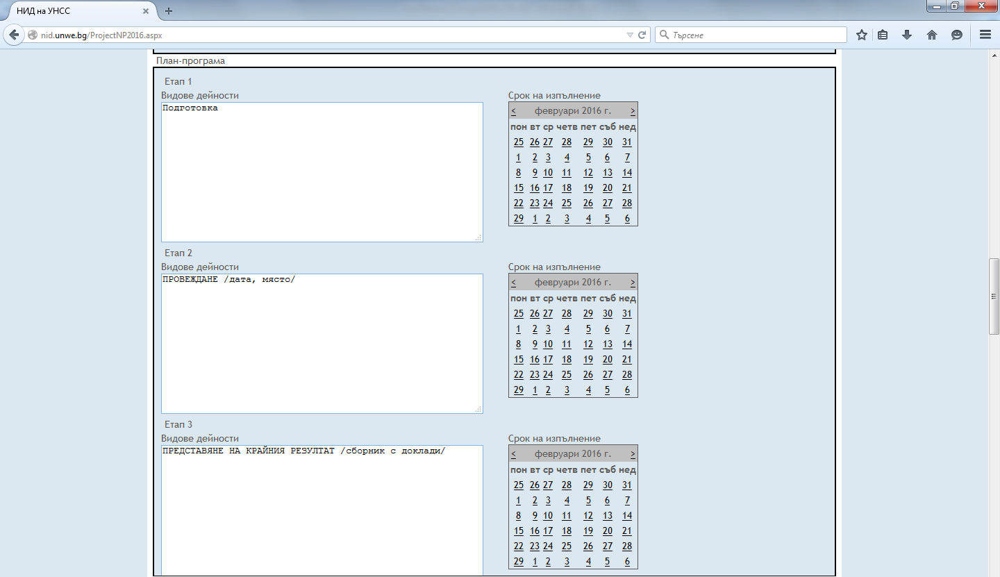 НИД на УНСС
nid.unwe.bg/ProjectNP2016.aspx
Търсене
План-програма
Етап 1
Видове дейности
Срок на изпълнение
Подготовка
< февруари 2016 г. >
пон вт ср четв пет съб нед
25 26 27 28 29 30 31
1 2 3 4 5 6 7
8 9 10 11 12 13 14
15 16 17 18 19 20 21
22 23 24 25 26 27 28
29 1 2 3 4 5 6
Етап 2
Видове дейности
Срок на изпълнение
ПРОВЕЖДАНЕ /дата, място/
< февруари 2016 г. >
пон вт ср четв пет съб нед
25 26 27 28 29 30 31
1 2 3 4 5 6 7
8 9 10 11 12 13 14
15 16 17 18 19 20 21
22 23 24 25 26 27 28
29 1 2 3 4 5 6
Етап 3
Видове дейности
Срок на изпълнение
ПРЕДСТАВЯНЕ НА КРАЙНИЯ РЕЗУЛТАТ /сборник с доклади/
< февруари 2016 г. >
пон вт ср четв пет съб нед
25 26 27 28 29 30 31
1 2 3 4 5 6 7
8 9 10 11 12 13 14
15 16 17 18 19 20 21
22 23 24 25 26 27 28
29 1 2 3 4 5 6